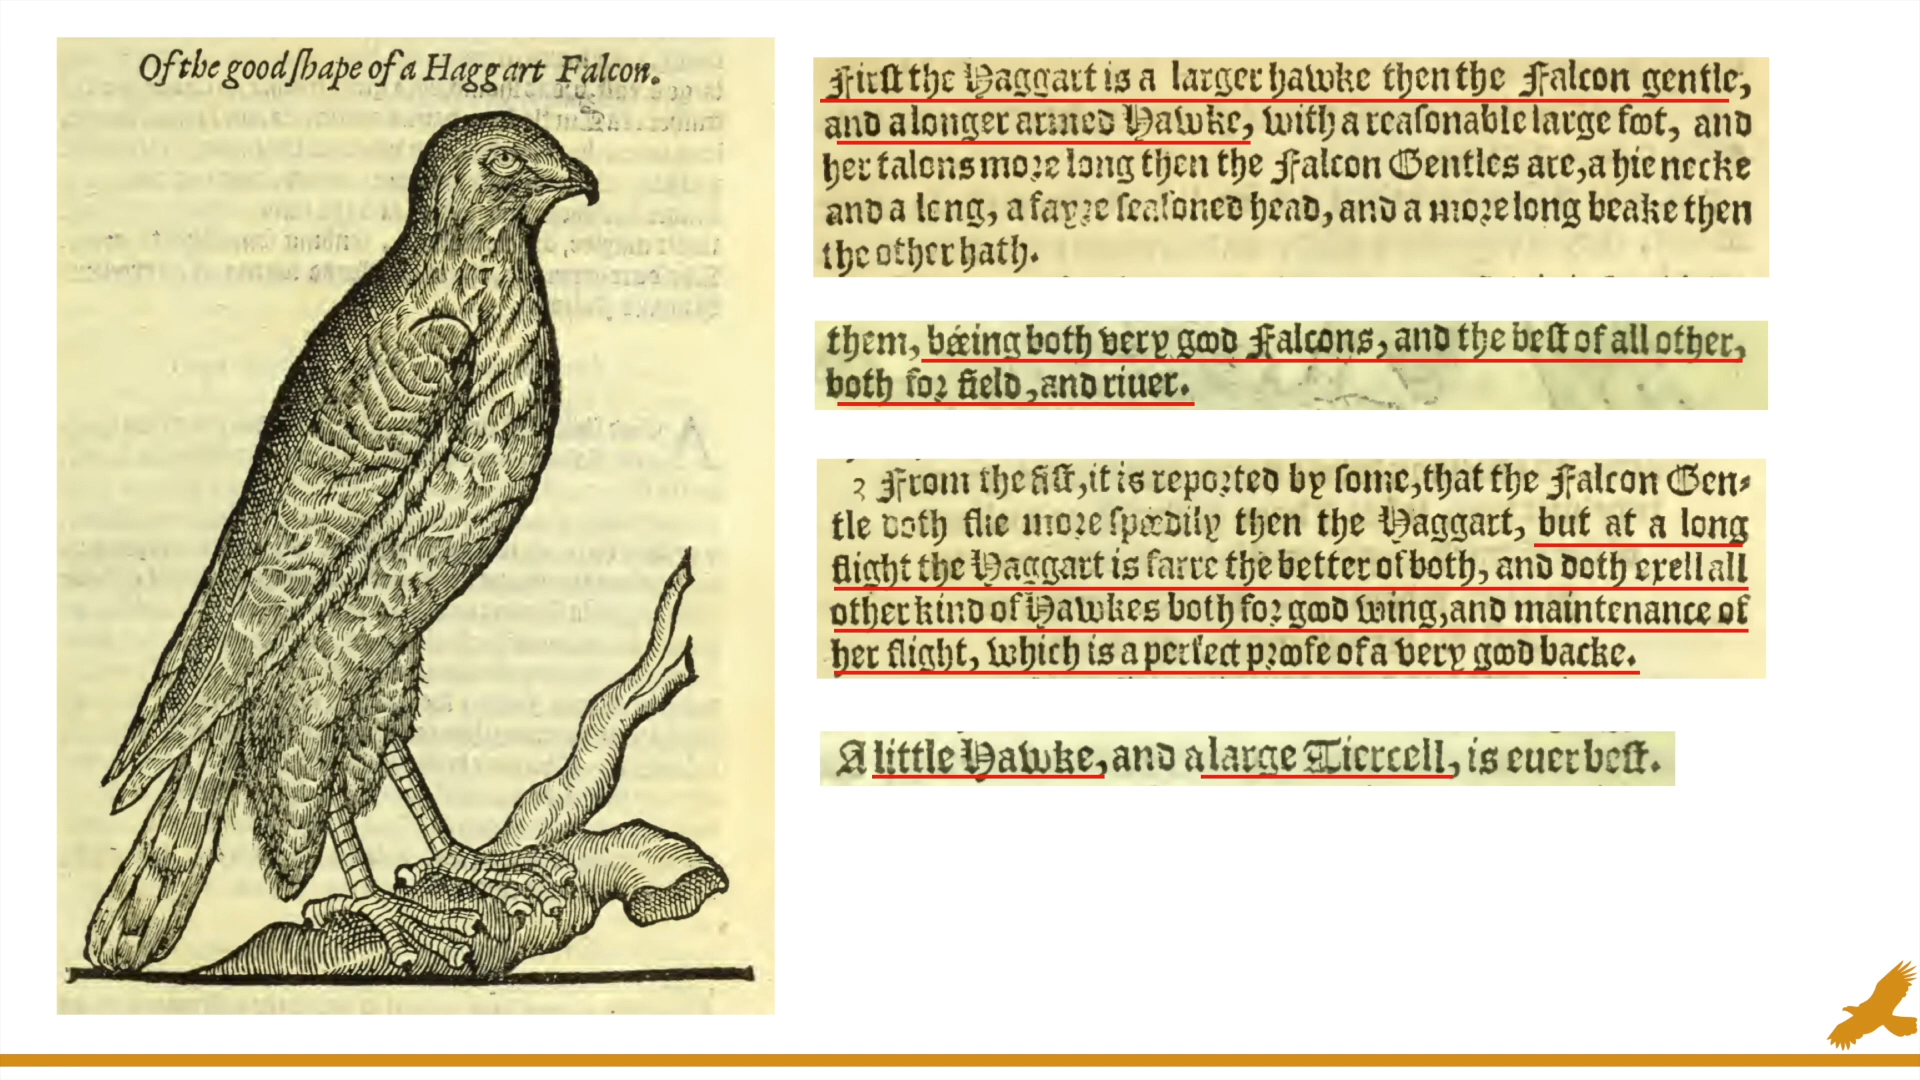 Of the good ſhape of a Haggart Falcon.
Firſt the Haggart is a larger hawke then the Falcon gentle,
and a longer armed Hawke, with a reaſonable large foot, and
her talons more long then the Falcon Gentles are, a hie necke
and a long, a fayre ſeaſoned head, and a more long beake then
the other hath.
them, béeing both very good Falcons, and the beſt of all other,
both for field, and riuer.
2 From the fiſt, it is reported by ſome, that the Falcon Gen-
tle doth flie more ſpéedily then the Haggart, but at a long
flight the Haggart is farre the better of both, and doth excell all
other kind of Hawkes both for good wing, and maintenance of
her flight, which is a perfect proofe of a very good backe.
A little Hawke, and a large Tiercell, is euer beſt.